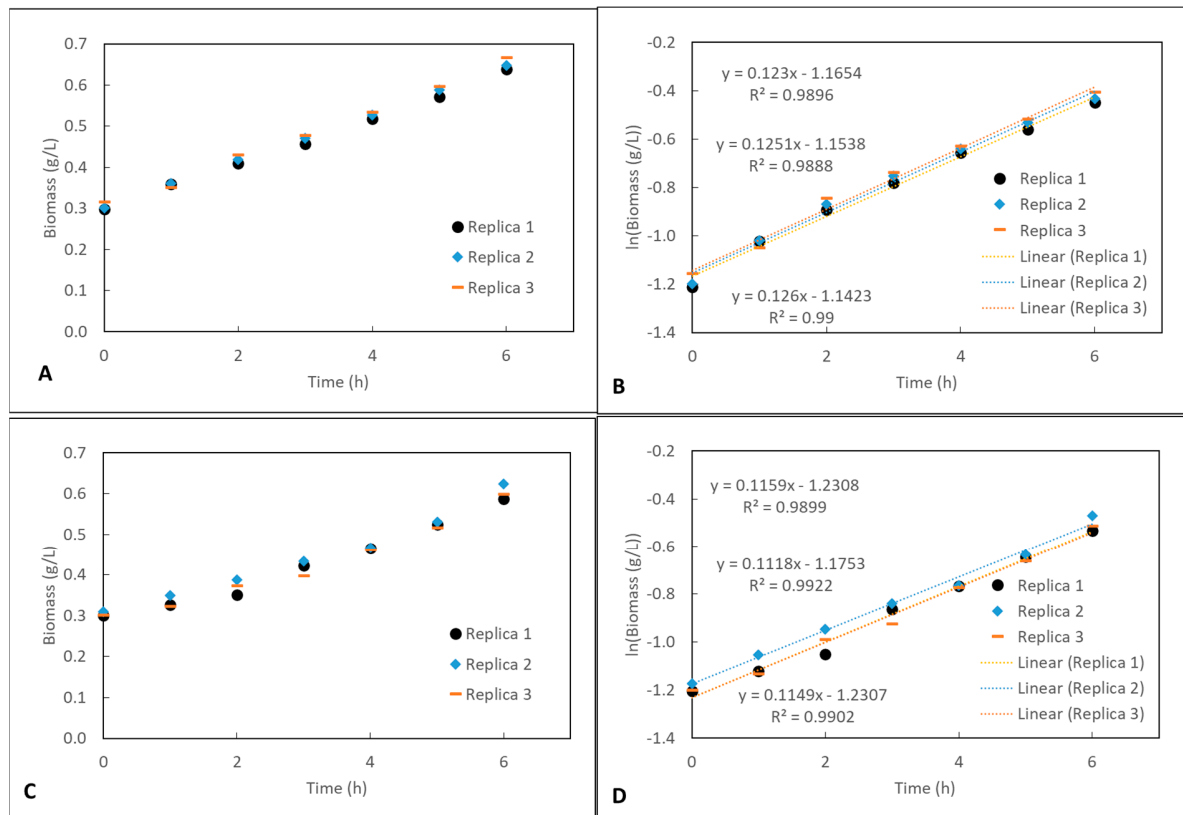 0.7
0.6
0.5
0.4
0.3
0.2
0.1
0.0
Biomass (g/L)
Replica 1
Replica 2
Replica 3
0 2 4 6
Time (h)
A
-0.2
-0.4
-0.6
-0.8
-1.0
-1.2
-1.4
ln(Biomass (g/L))
y = 0.123x - 1.1654
R² = 0.9896
y = 0.1251x - 1.1538
R² = 0.9888
y = 0.126x - 1.1423
R² = 0.99
Replica 1
Replica 2
Replica 3
Linear (Replica 1)
Linear (Replica 2)
Linear (Replica 3)
0 2 4 6
Time (h)
B
0.7
0.6
0.5
0.4
0.3
0.2
0.1
0.0
Biomass (g/L)
Replica 1
Replica 2
Replica 3
0 2 4 6
Time (h)
C
-0.2
-0.4
-0.6
-0.8
-1.0
-1.2
-1.4
ln(Biomass (g/L))
y = 0.1159x - 1.2308
R² = 0.9899
y = 0.1118x - 1.1753
R² = 0.9922
y = 0.1149x - 1.2307
R² = 0.9902
Replica 1
Replica 2
Replica 3
Linear (Replica 1)
Linear (Replica 2)
Linear (Replica 3)
0 2 4 6
Time (h)
D